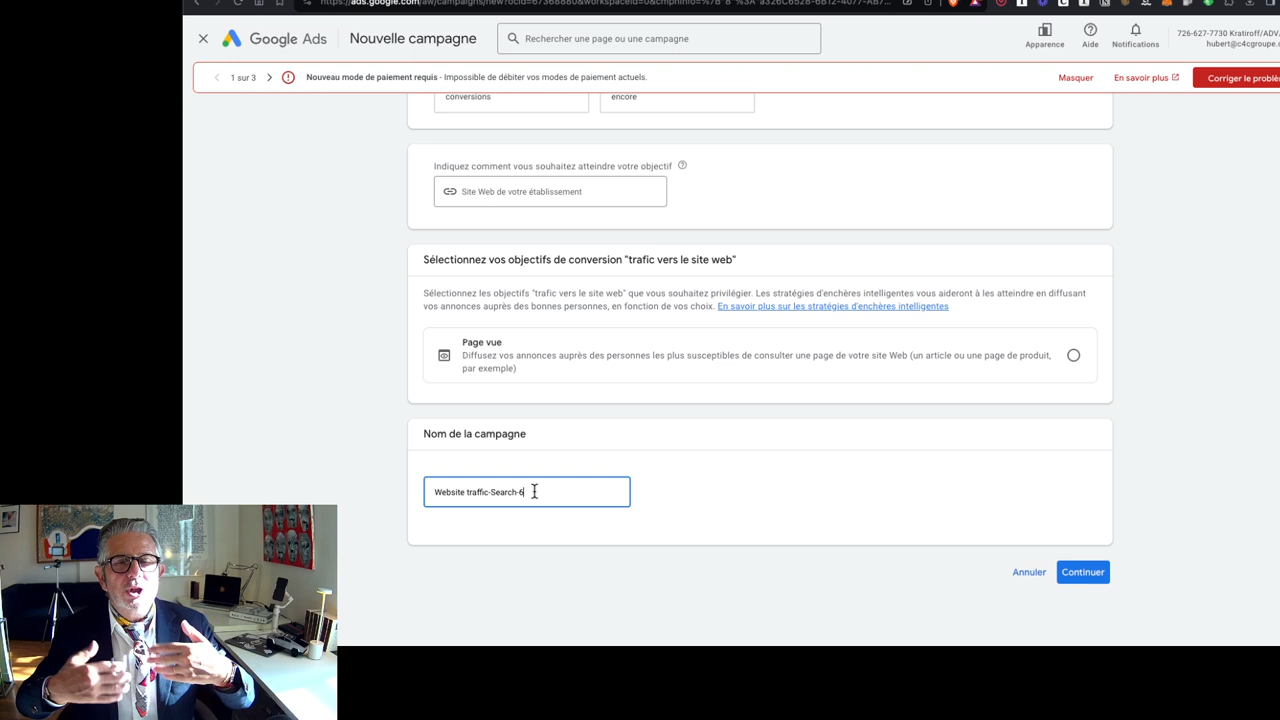 Google Ads
Nouvelle campagne
Rechercher une page ou une campagne
Apparence
Aide
Notifications
726-627-7730 Kratiroff/ADV/
hubert@c4cgroupe.c
1 sur 3
Nouveau mode de paiement requis - Impossible de débiter vos modes de paiement actuels.
Masquer
En savoir plus
Corriger le problè
conversions
encore
Indiquez comment vous souhaitez atteindre votre objectif
Site Web de votre établissement
Sélectionnez vos objectifs de conversion "trafic vers le site web"
Sélectionnez les objectifs "trafic vers le site web" que vous souhaitez privilégier. Les stratégies d'enchères intelligentes vous aideront à les atteindre en diffusant
vos annonces auprès des bonnes personnes, en fonction de vos choix. En savoir plus sur les stratégies d'enchères intelligentes
Page vue
Diffusez vos annonces auprès des personnes les plus susceptibles de consulter une page de votre site Web (un article ou une page de produit,
par exemple)
Nom de la campagne
Website traffic-Search-6
Annuler
Continuer